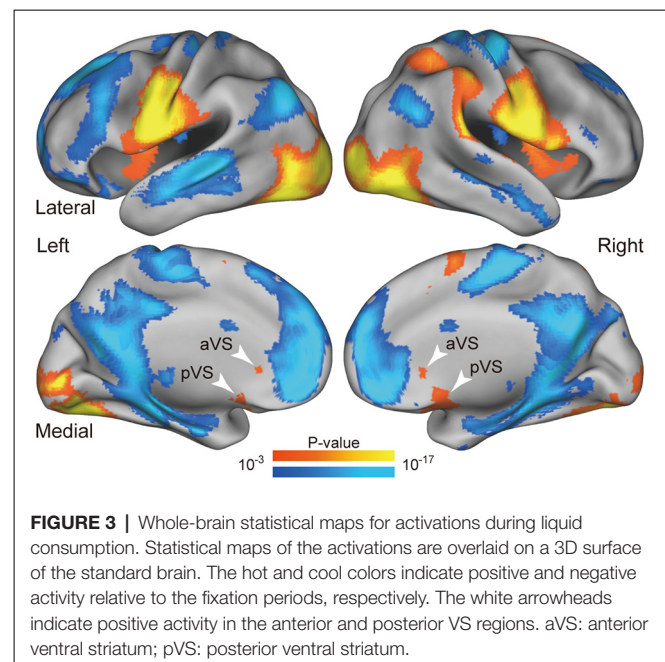 Lateral
Left
Right
aVS
aVS
pVS
pVS
Medial
P-value
10-3
10-17
FIGURE 3 | Whole-brain statistical maps for activations during liquid
consumption. Statistical maps of the activations are overlaid on a 3D surface
of the standard brain. The hot and cool colors indicate positive and negative
activity relative to the fixation periods, respectively. The white arrowheads
indicate positive activity in the anterior and posterior VS regions. aVS: anterior
ventral striatum; pVS: posterior ventral striatum.